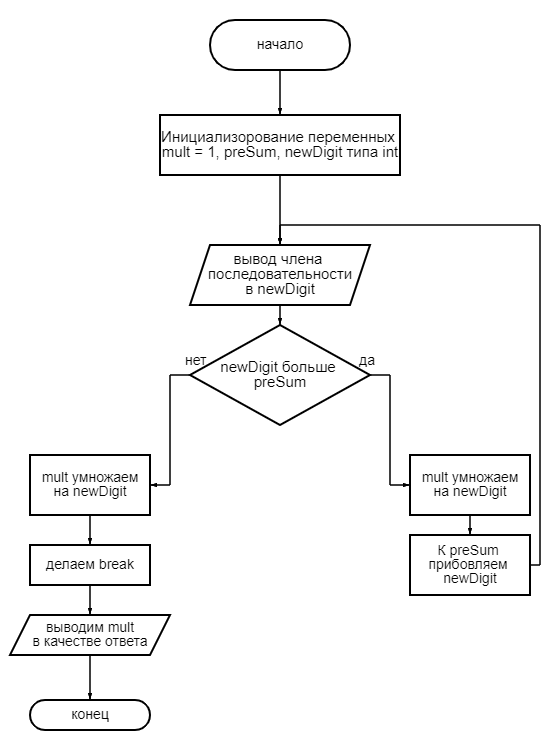 начало
Инициализорование переменных
mult = 1, preSum, newDigit типа int
вывод члена
последовательности
в newDigit
нет
да
newDigit больше
preSum
mult умножаем
на newDigit
mult умножаем
на newDigit
делаем break
К preSum
прибовляем
newDigit
выводим mult
в качестве ответа
конец